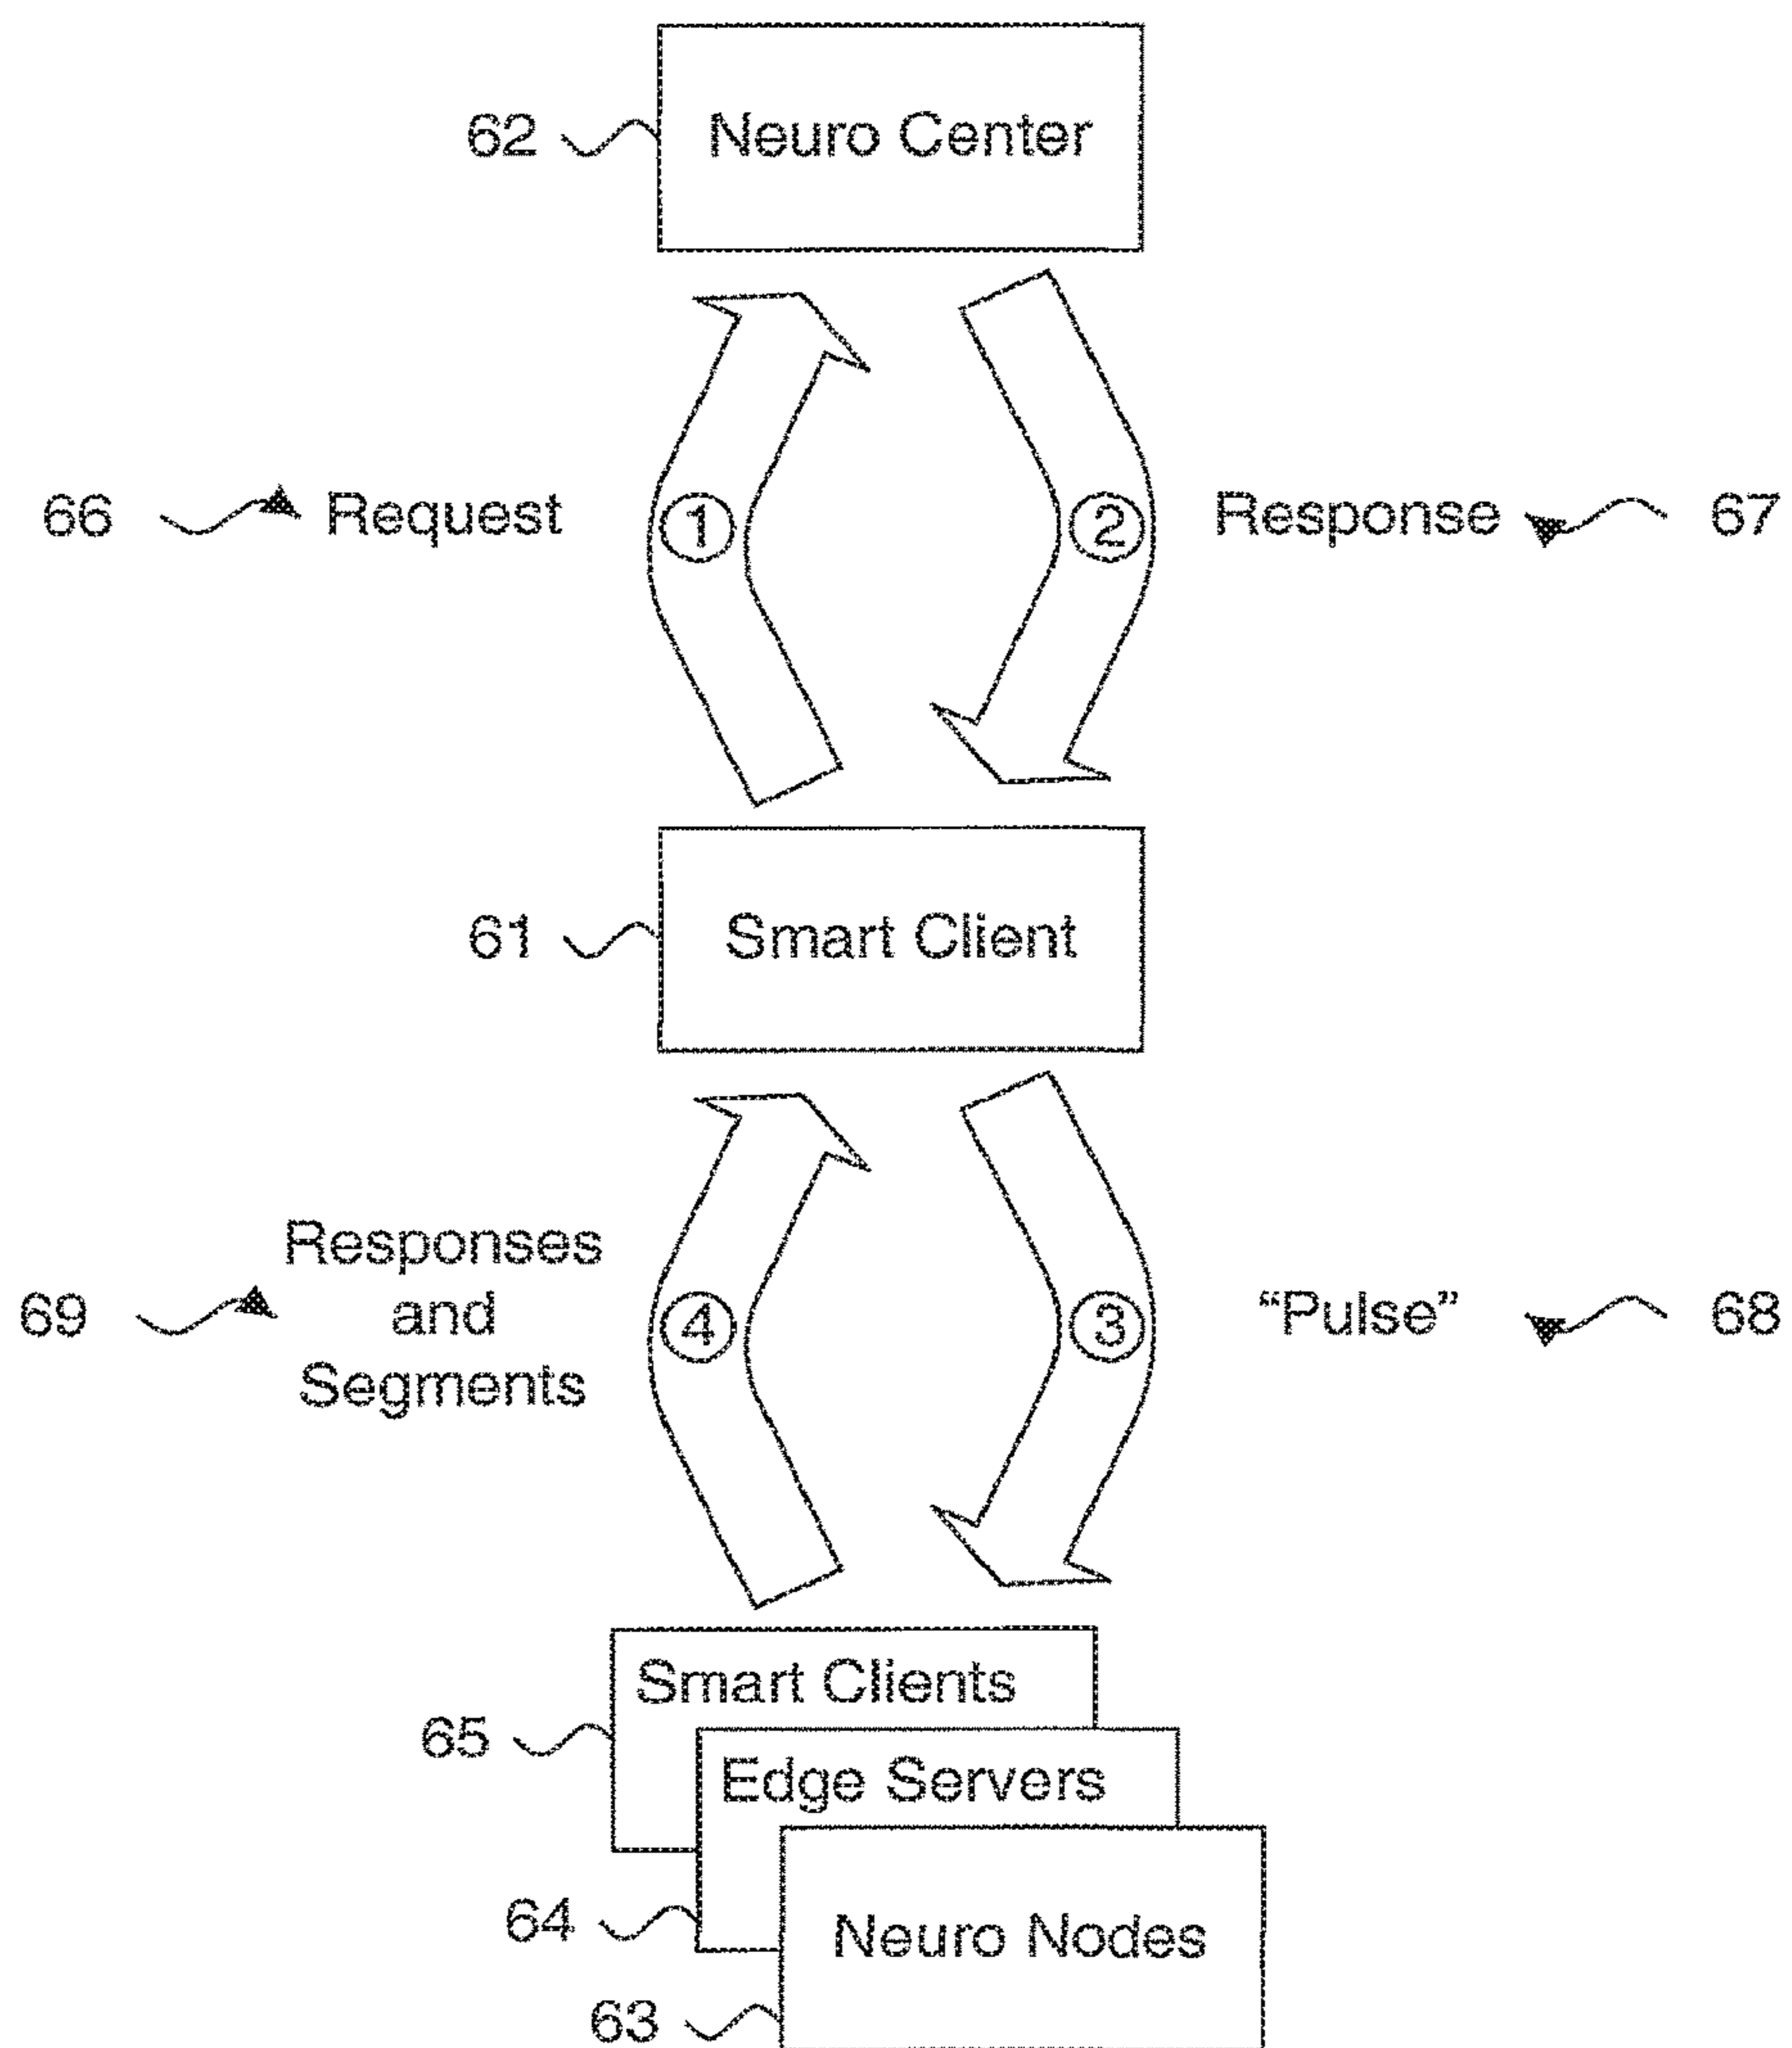 62 Neuro Center
66 Request 1 2 Response 67
61 Smart Client
Responses
69 and 4 3 “Pulse” 68
Segments
Smart Clients
65
Edge Servers
64
Neuro Nodes
63